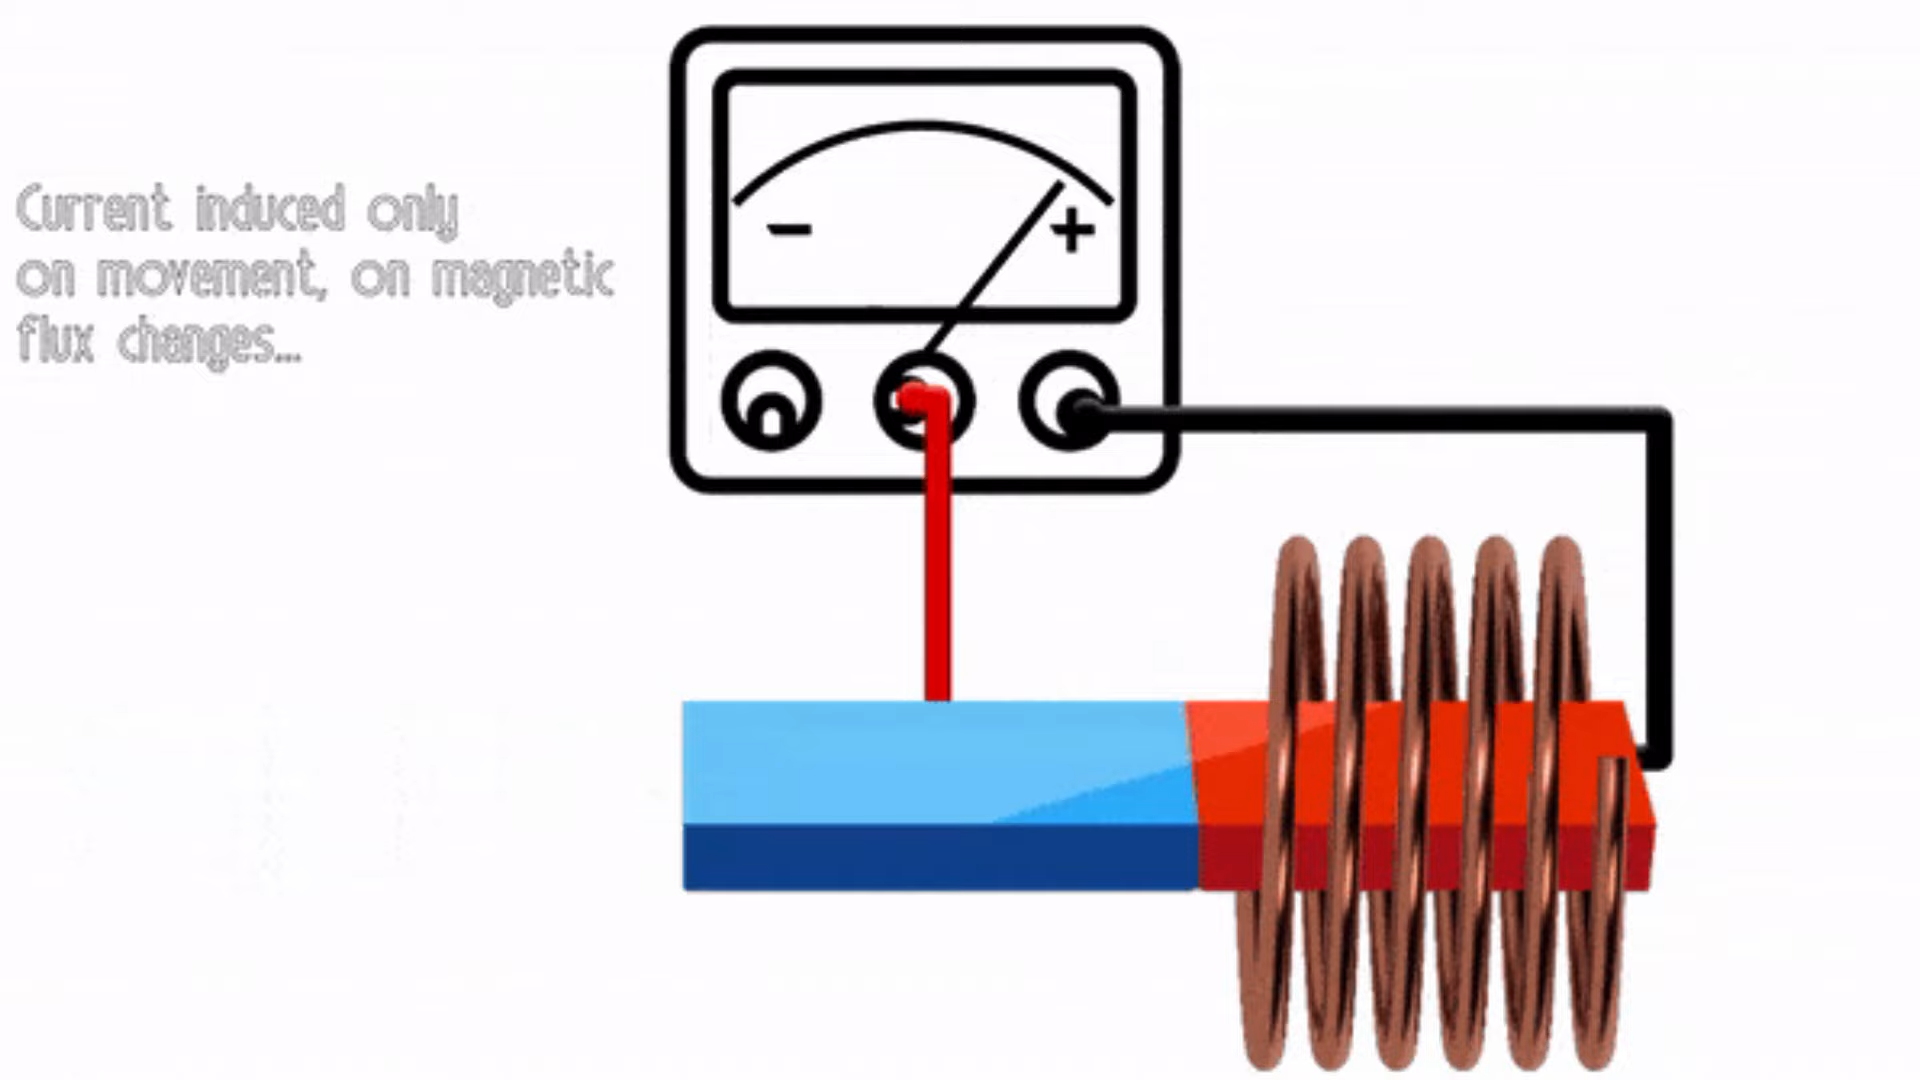 Current induced only
on movement, on magnetic
flux changes...
− +